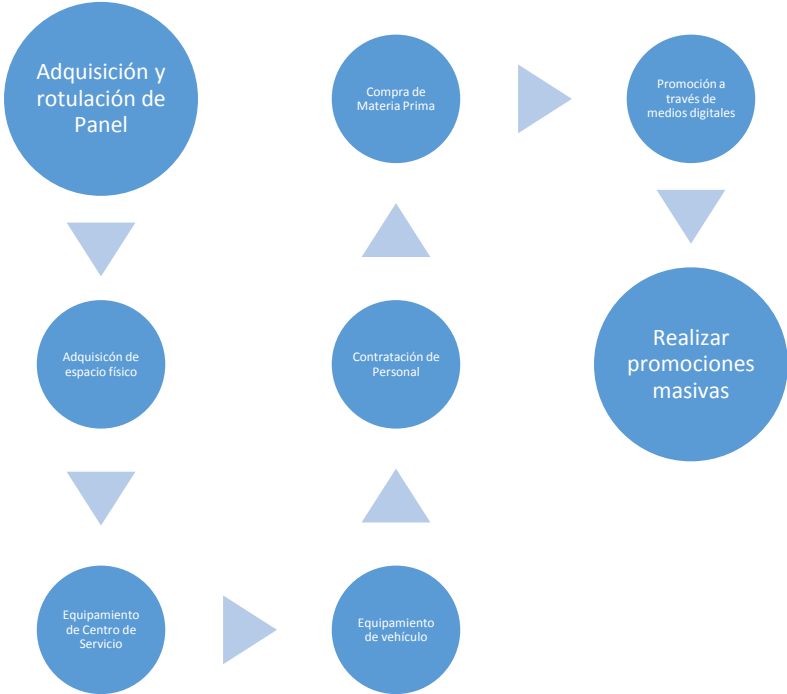 Adquisición y
rotulación de
Panel
Adquisicón de
espacio físico
Equipamiento
de Centro de
Servicio
Equipamiento
de vehículo
Contratación de
Personal
Compra de
Materia Prima
Promoción a
través de
medios digitales
Realizar
promociones
masivas